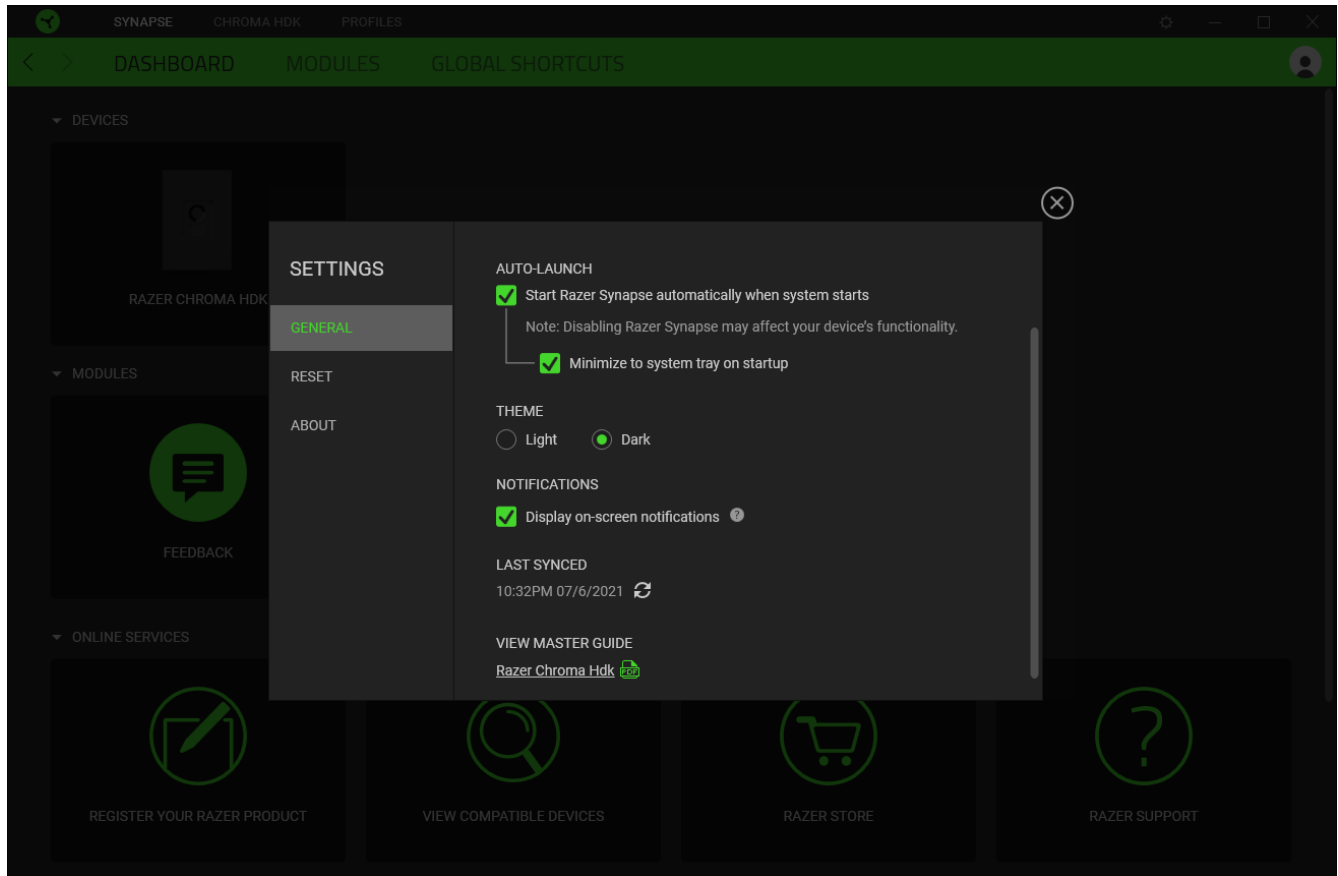 SYNAPSE CHROMA HDK PROFILES
DASHBOARD MODULES GLOBAL SHORTCUTS
DEVICES
RAZER CHROMA HDK
MODULES
FEEDBACK
ONLINE SERVICES
REGISTER YOUR RAZER PRODUCT
VIEW COMPATIBLE DEVICES
RAZER STORE
RAZER SUPPORT
SETTINGS
GENERAL
RESET
ABOUT
AUTO-LAUNCH
Start Razer Synapse automatically when system starts
Note: Disabling Razer Synapse may affect your device's functionality.
Minimize to system tray on startup
THEME
Light Dark
NOTIFICATIONS
Display on-screen notifications ?
LAST SYNCED
10:32PM 07/6/2021
VIEW MASTER GUIDE
Razer Chroma Hdk PDF